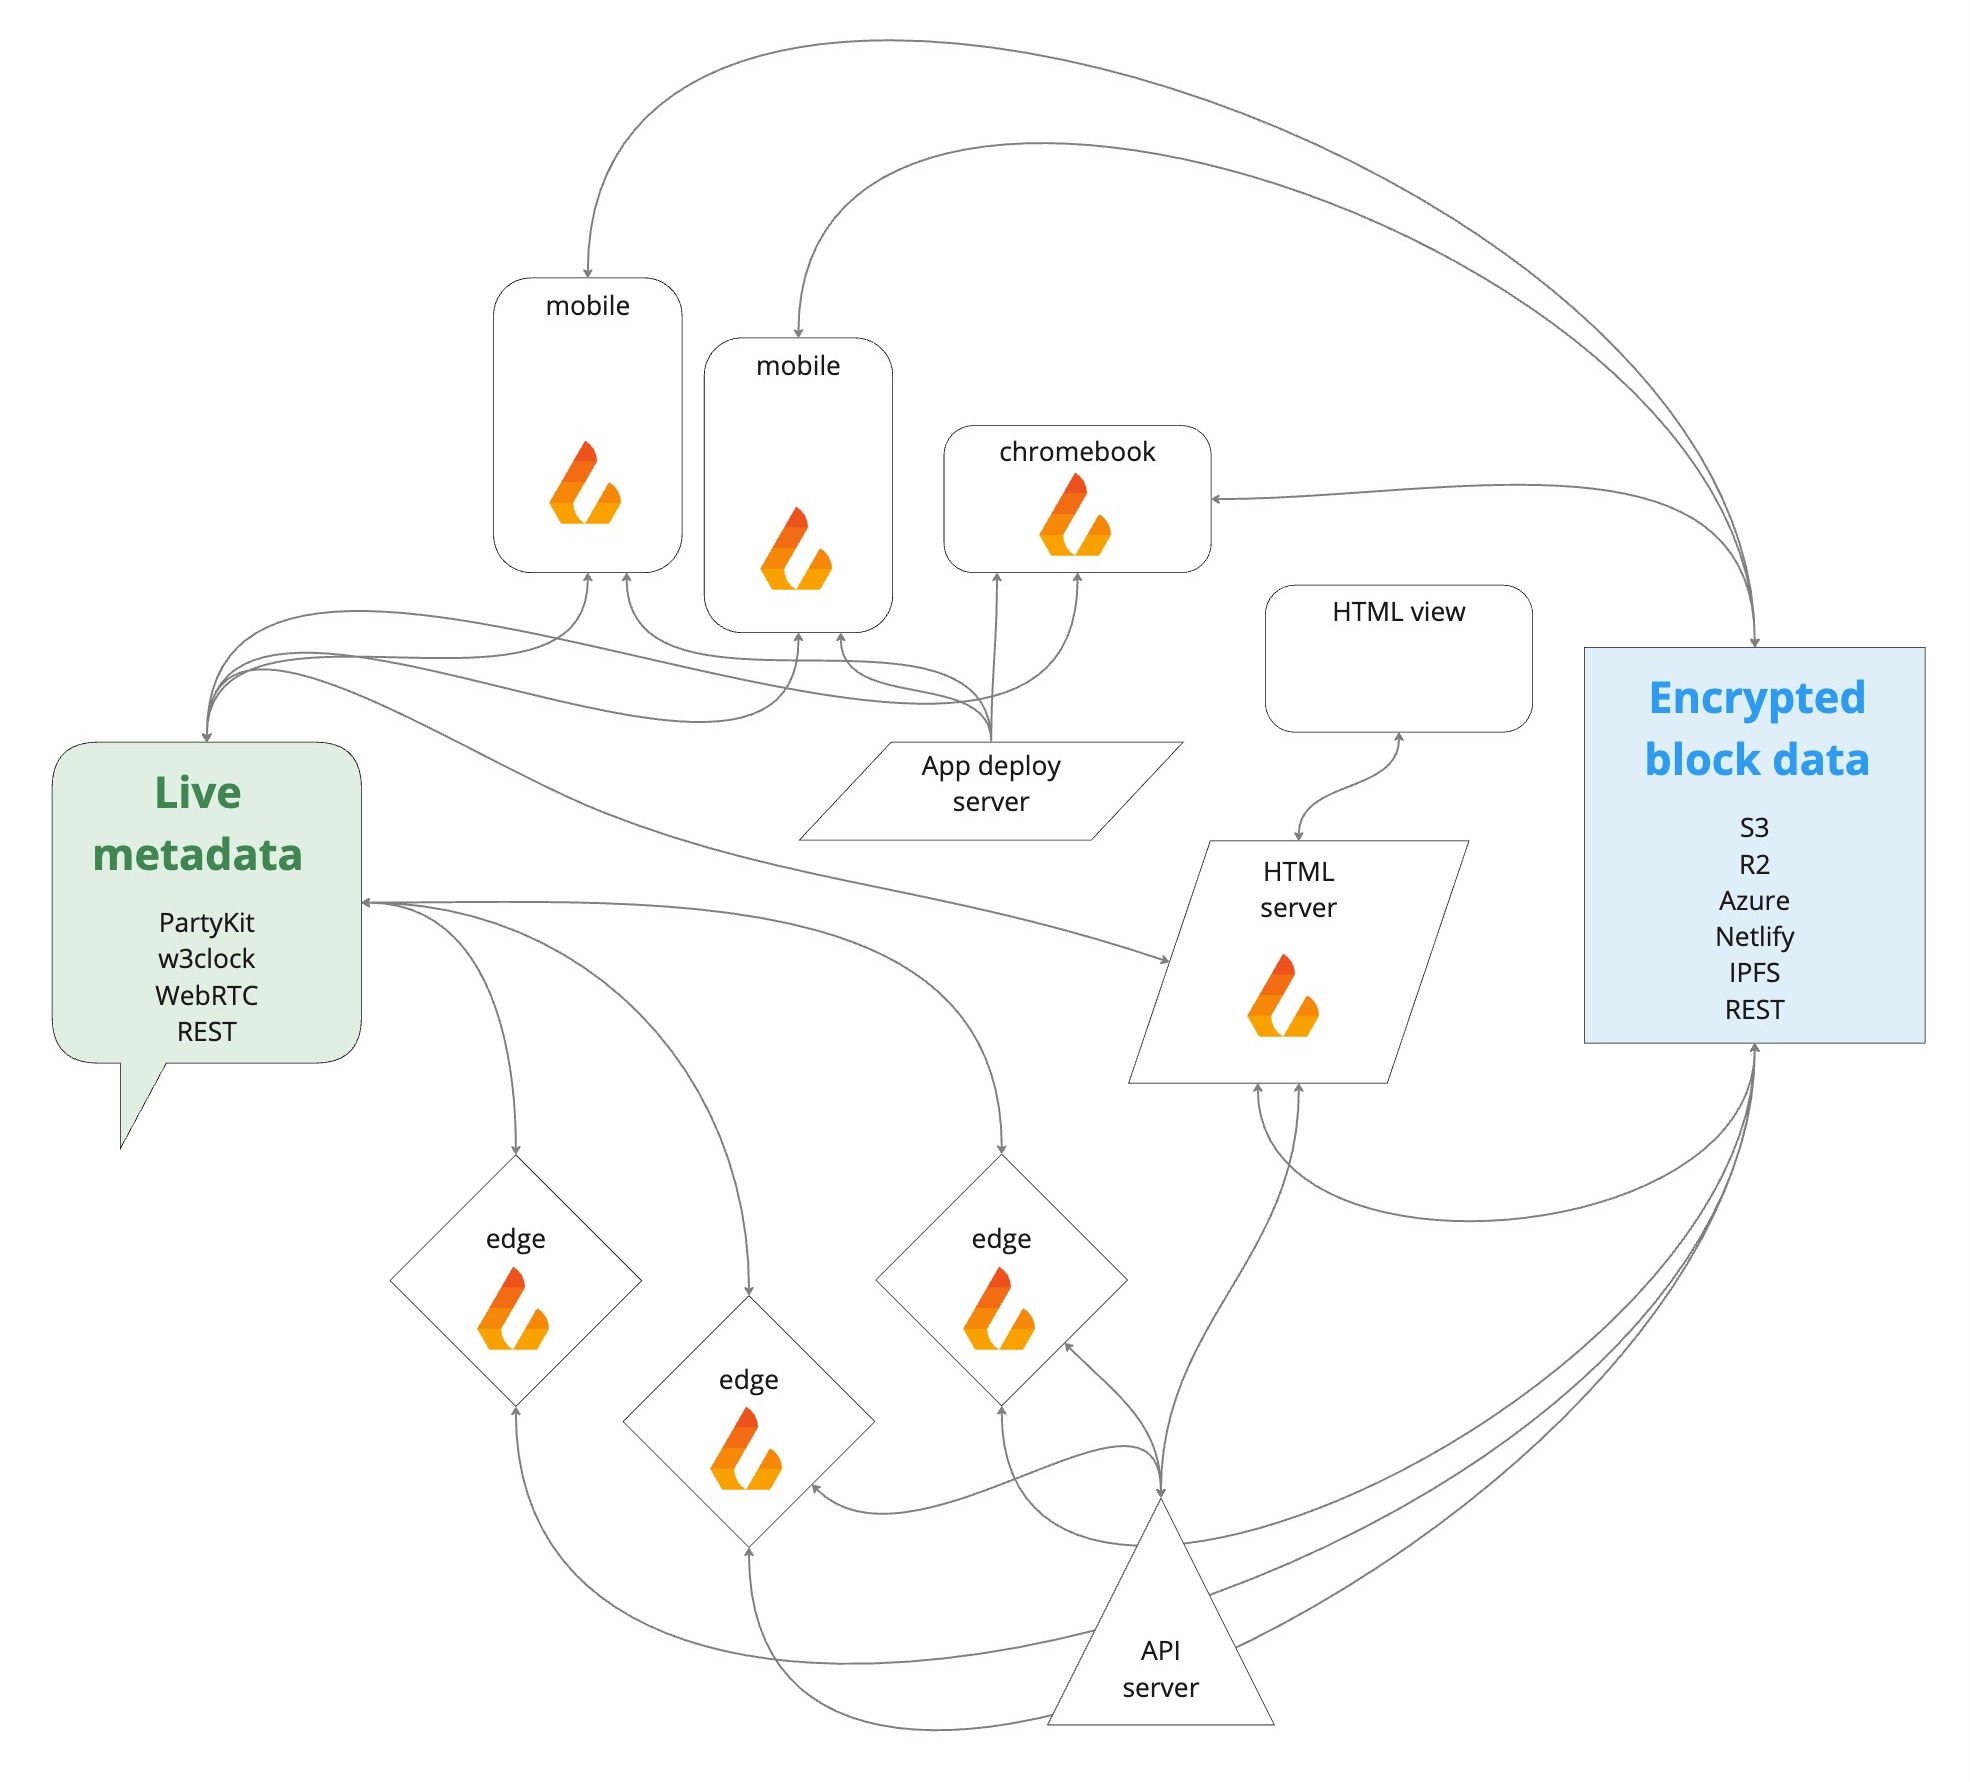 mobile
mobile
chromebook
HTML view
Encrypted
block data
S3
R2
Azure
Netlify
IPFS
REST
App deploy
server
Live
metadata
PartyKit
w3clock
WebRTC
REST
HTML
server
edge
edge
edge
API
server